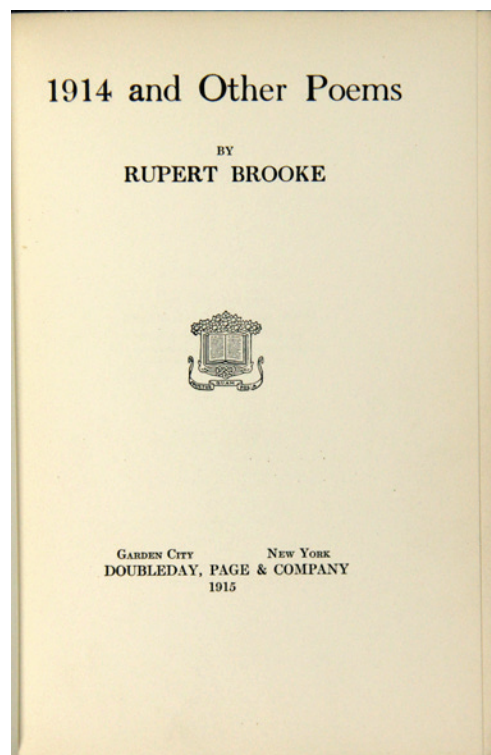 1914 and Other Poems
BY
RUPERT BROOKE
GARDEN CITY NEW YORK
DOUBLEDAY, PAGE & COMPANY
1915